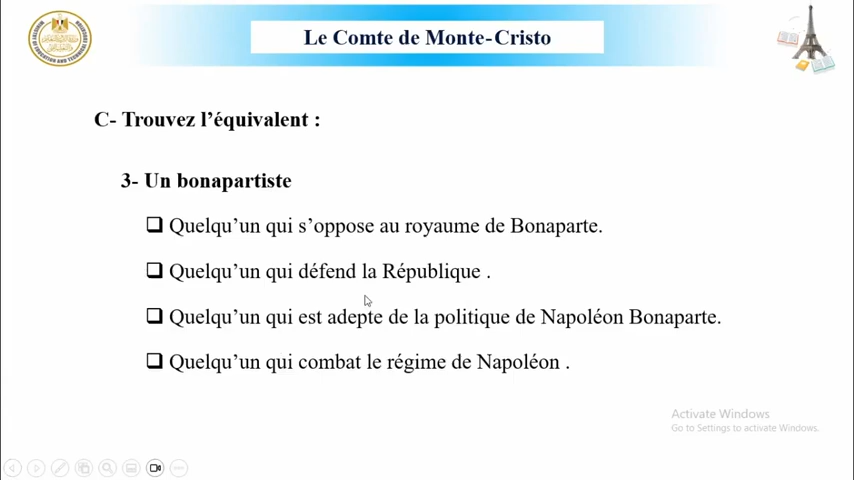 Le Comte de Monte-Cristo
C- Trouvez l’équivalent :
3- Un bonapartiste
❑ Quelqu’un qui s’oppose au royaume de Bonaparte.
❑ Quelqu’un qui défend la République .
❑ Quelqu’un qui est adepte de la politique de Napoléon Bonaparte.
❑ Quelqu’un qui combat le régime de Napoléon .
Activate Windows
Go to Settings to activate Windows.